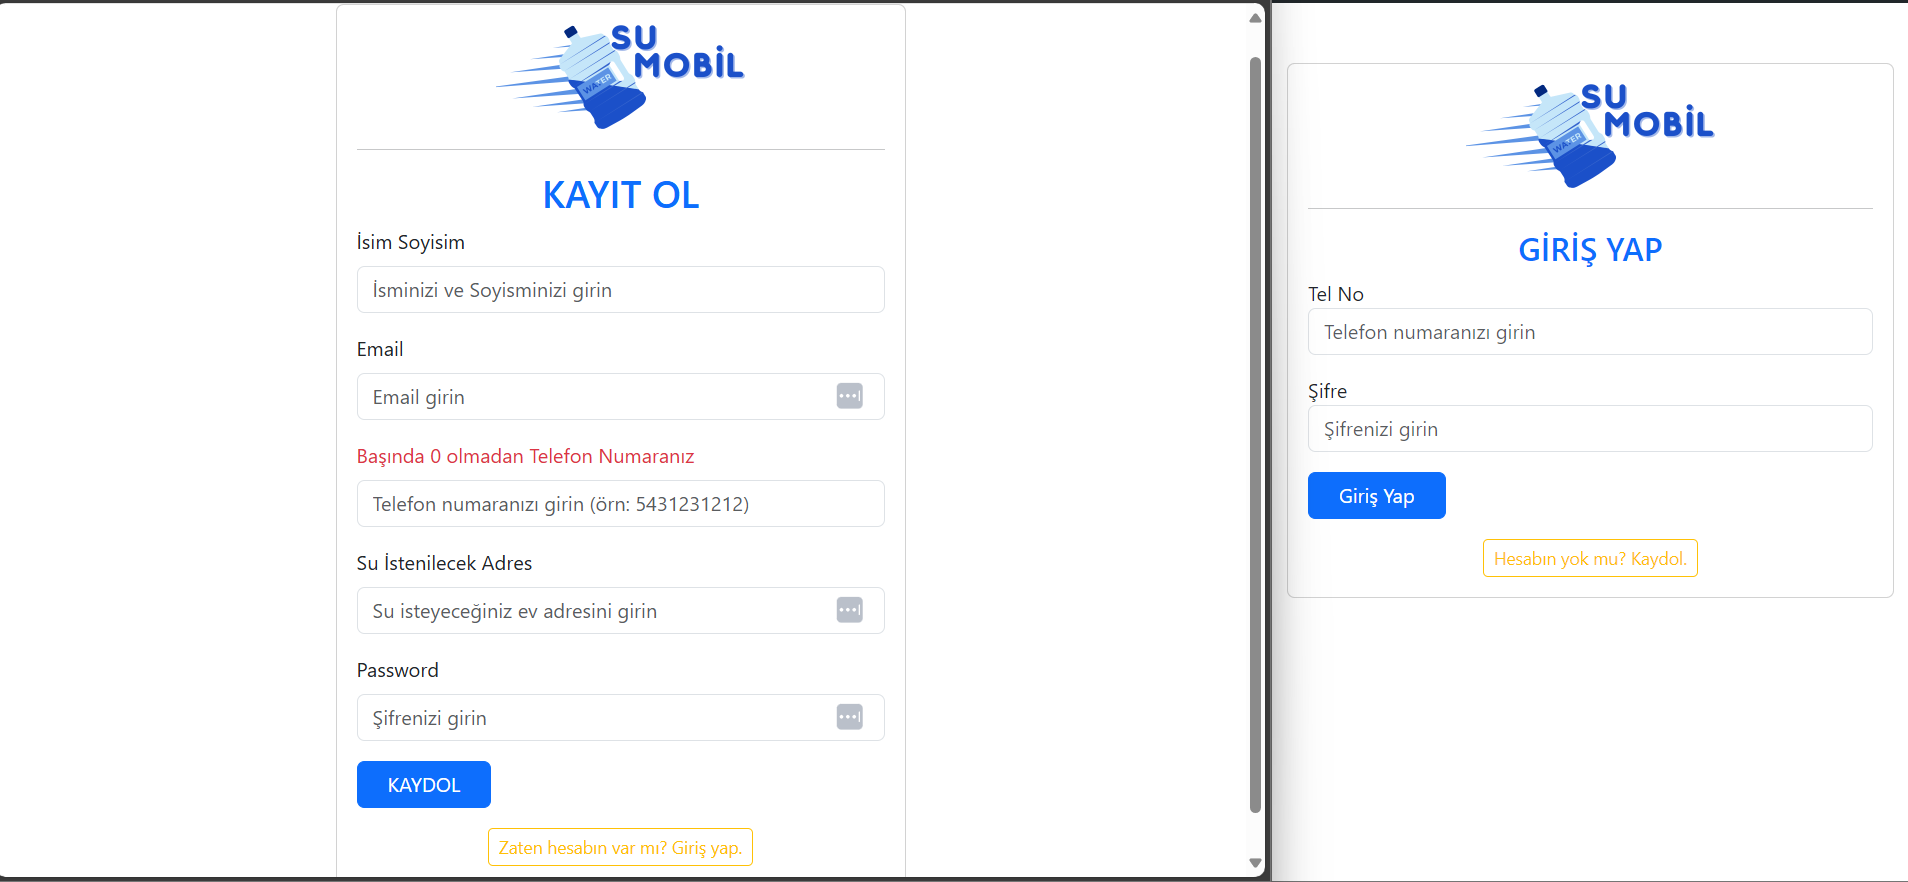 SU
MOBİL
WATER
KAYIT OL
İsim Soyisim
İsminizi ve Soyisminizi girin
Email
Email girin
Başında 0 olmadan Telefon Numaranız
Telefon numaranızı girin (örn: 5431231212)
Su İstenilecek Adres
Su isteyeceğiniz ev adresini girin
Password
Şifrenizi girin
KAYDOL
Zaten hesabın var mı? Giriş yap.
SU
MOBİL
WATER
GİRİŞ YAP
Tel No
Telefon numaranızı girin
Şifre
Şifrenizi girin
Giriş Yap
Hesabın yok mu? Kaydol.